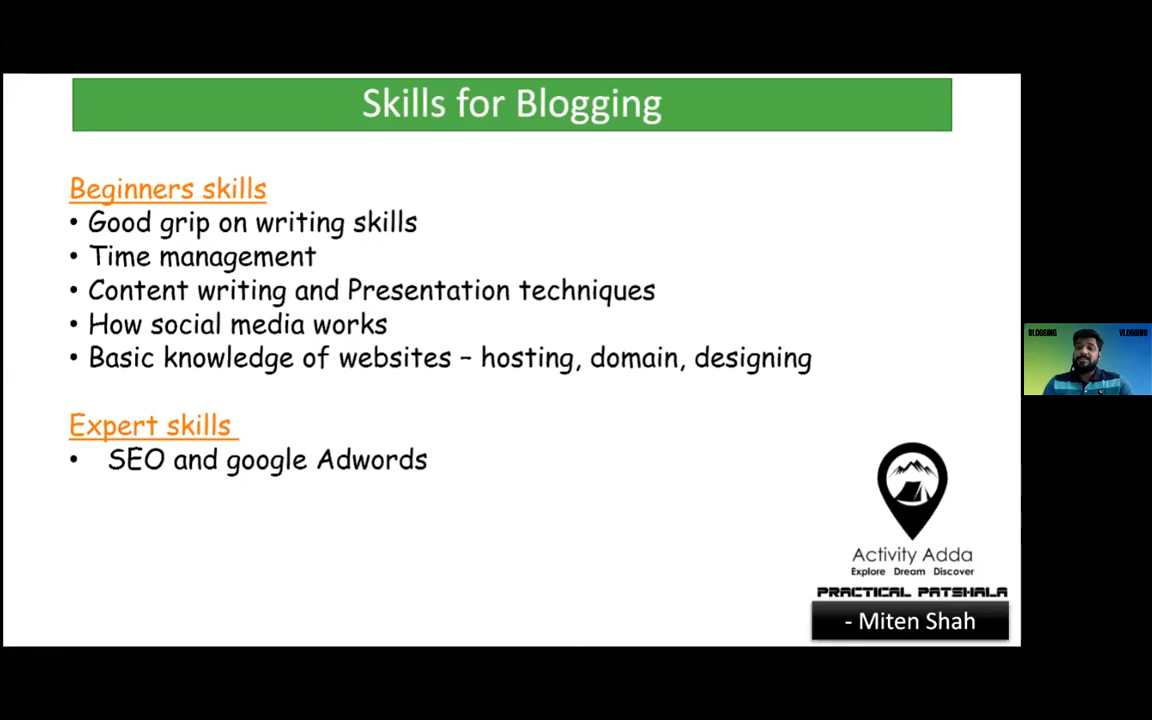 Skills for Blogging
Beginners skills
• Good grip on writing skills
• Time management
• Content writing and Presentation techniques
• How social media works
• Basic knowledge of websites – hosting, domain, designing
Expert skills
• SEO and google Adwords
Activity Adda
Explore Dream Discover
PRACTICAL PATSHALA
- Miten Shah
BLOGGING
VLOGGING